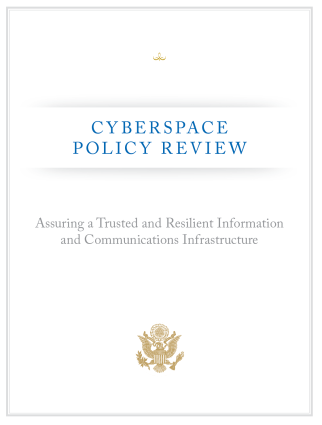 CYBERSPACE
POLICY REVIEW
Assuring a Trusted and Resilient Information
and Communications Infrastructure